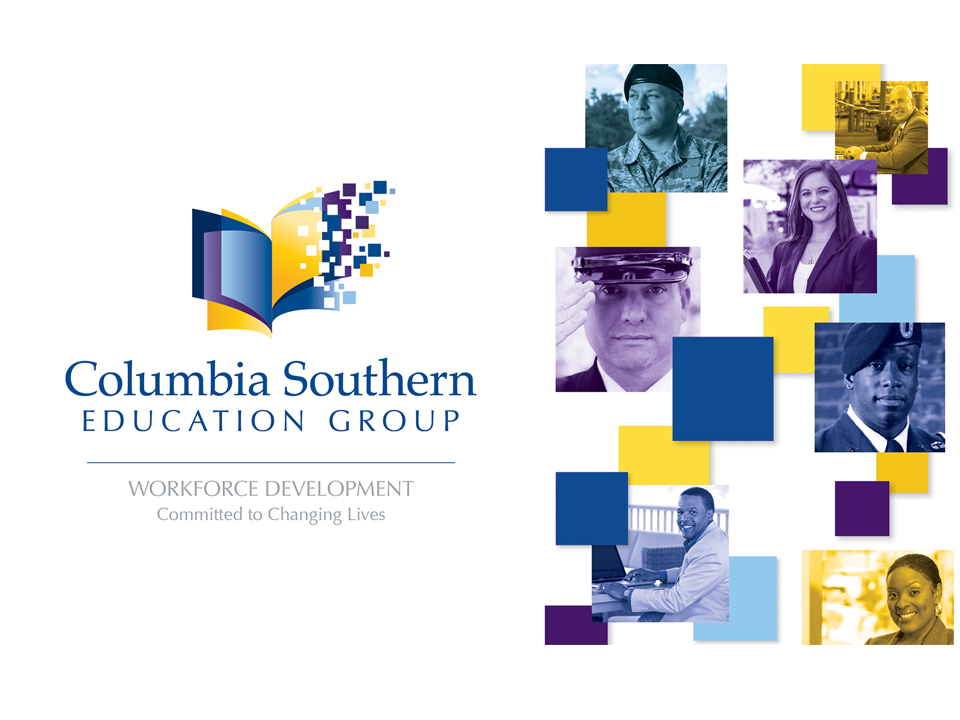 Columbia Southern
EDUCATION GROUP
WORKFORCE DEVELOPMENT
Committed to Changing Lives